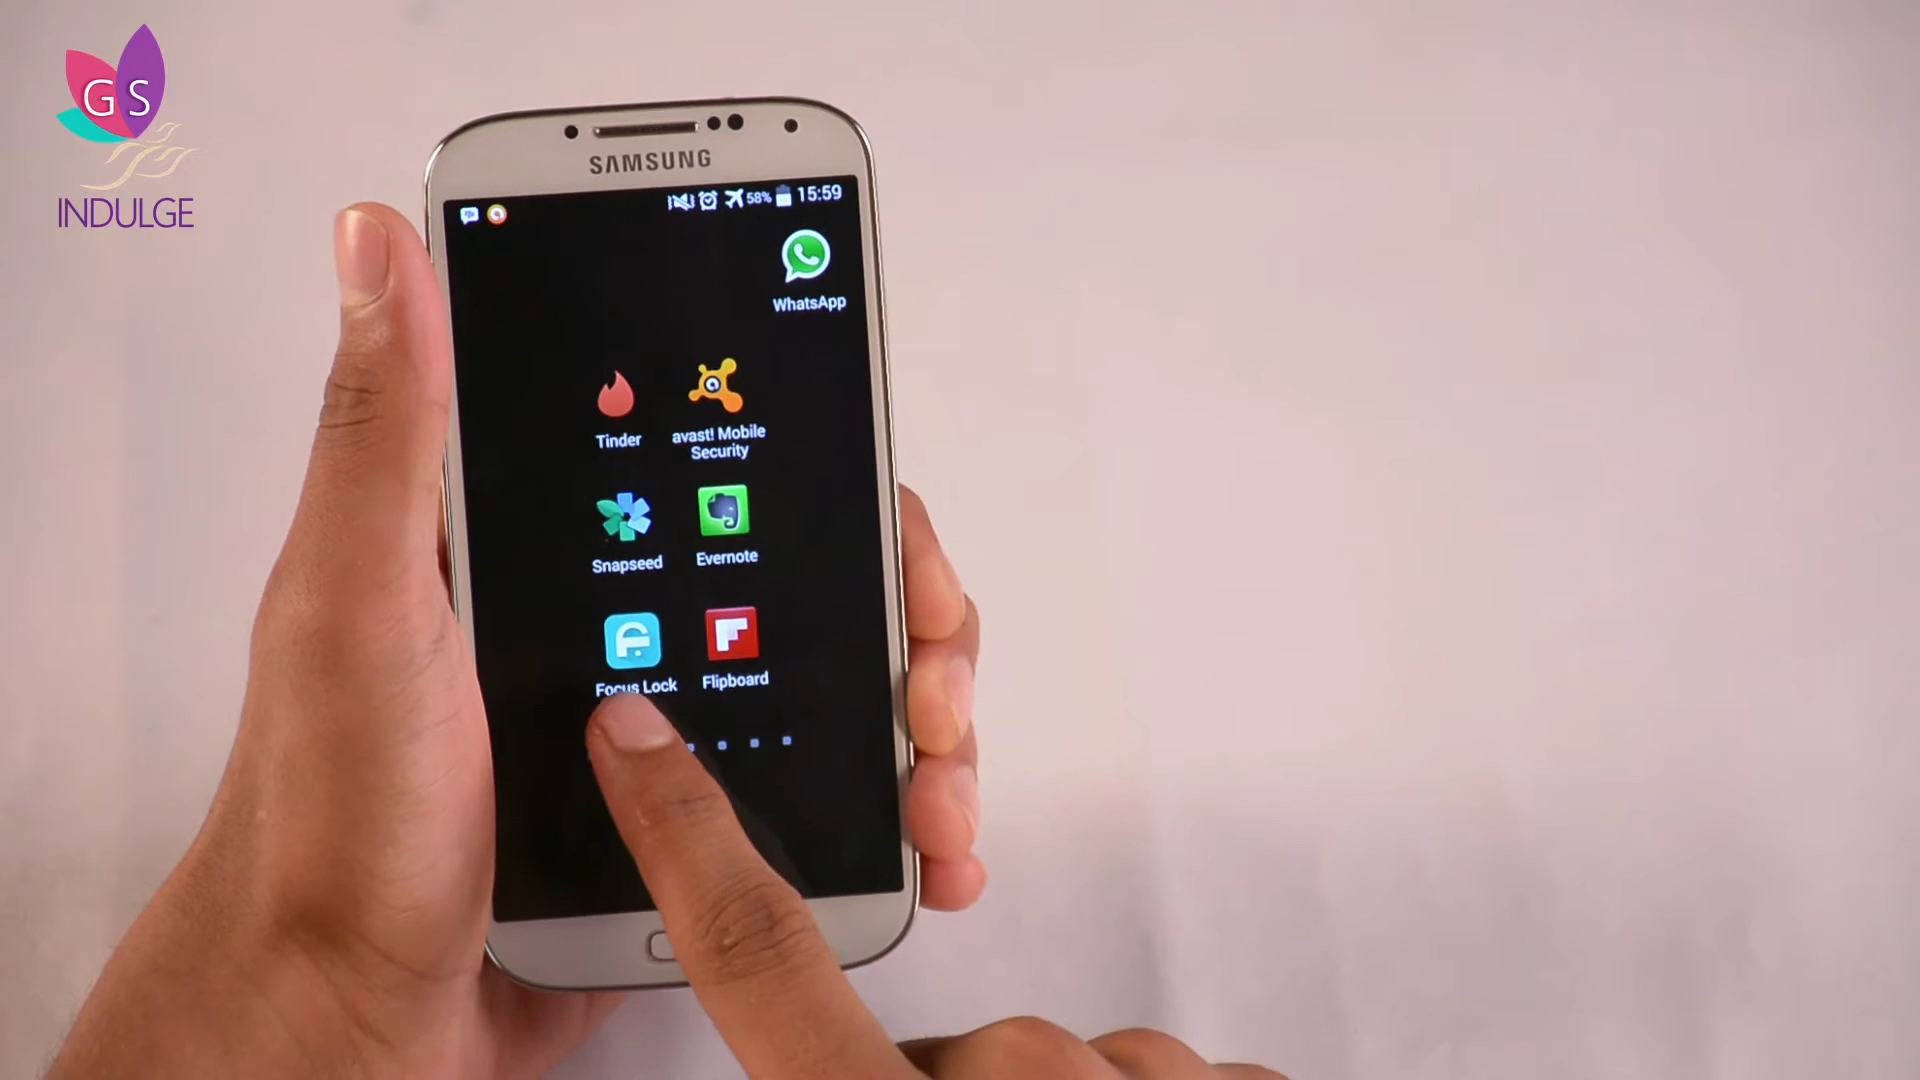 GS
INDULGE
SAMSUNG
58% 15:59
WhatsApp
Tinder
avast! Mobile
Security
Snapseed
Evernote
Focus Lock
Flipboard